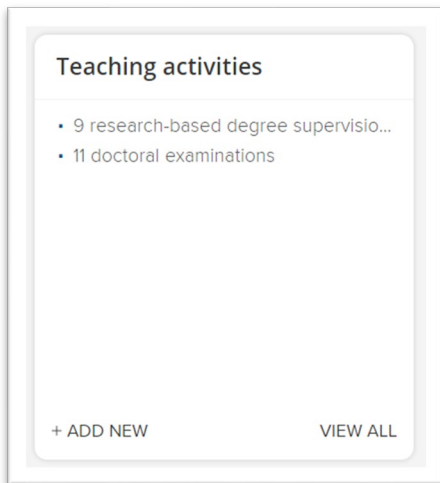 Teaching activities
• 9 research-based degree supervisio...
• 11 doctoral examinations
+ ADD NEW VIEW ALL